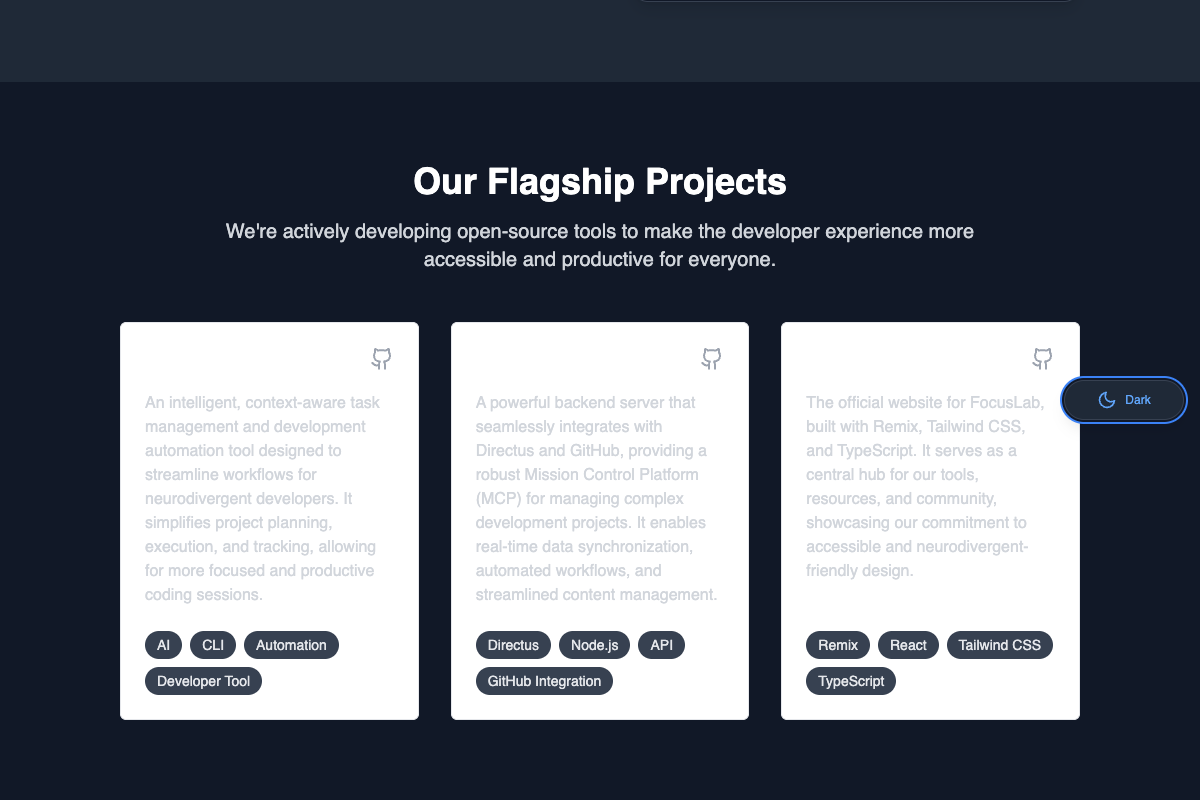 Our Flagship Projects
We're actively developing open-source tools to make the developer experience more
accessible and productive for everyone.
An intelligent, context-aware task
management and development
automation tool designed to
streamline workflows for
neurodivergent developers. It
simplifies project planning,
execution, and tracking, allowing
for more focused and productive
coding sessions.
AI
CLI
Automation
Developer Tool
A powerful backend server that
seamlessly integrates with
Directus and GitHub, providing a
robust Mission Control Platform
(MCP) for managing complex
development projects. It enables
real-time data synchronization,
automated workflows, and
streamlined content management.
Directus
Node.js
API
GitHub Integration
The official website for FocusLab,
built with Remix, Tailwind CSS,
and TypeScript. It serves as a
central hub for our tools,
resources, and community,
showcasing our commitment to
accessible and neurodivergent-
friendly design.
Remix
React
Tailwind CSS
TypeScript
Dark